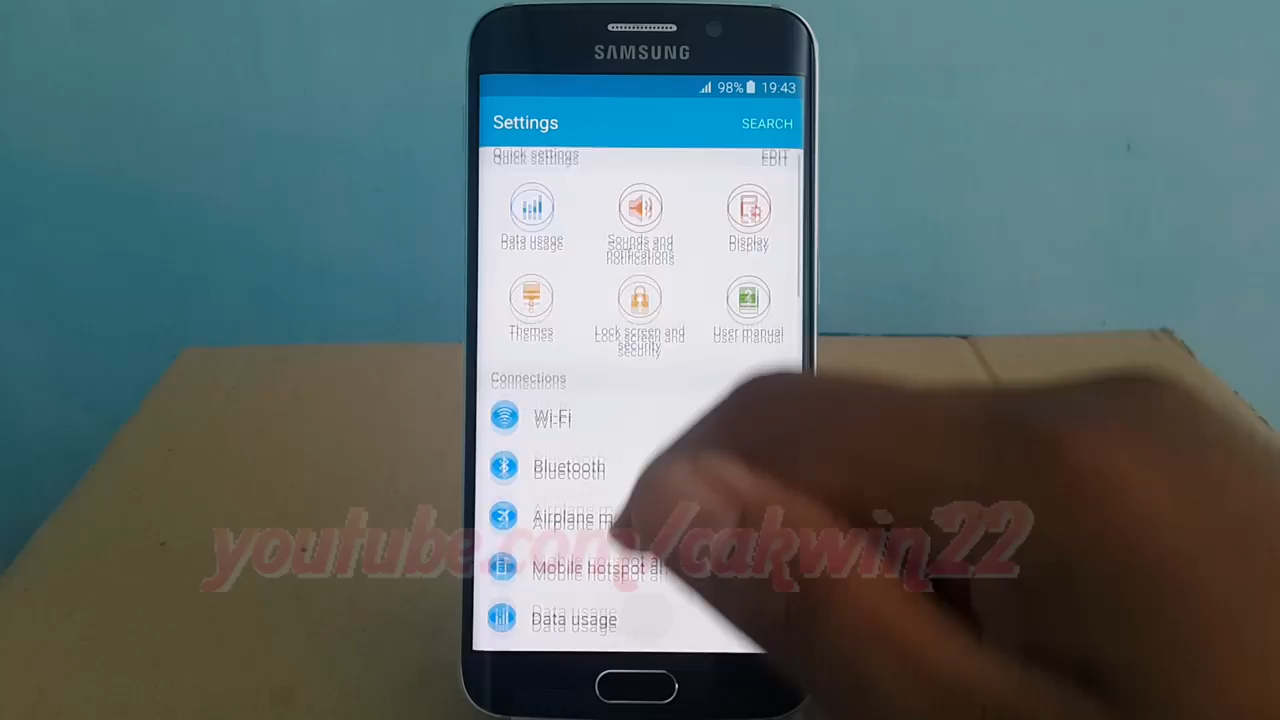 SAMSUNG
98% 19:43
Settings SEARCH
Quick settings EDIT
Data usage Sounds and notifications Display
Themes Lock screen and security User manual
Connections
Wi-Fi
Bluetooth
Airplane m
Mobile hotspot an
Data usage
youtube.com/cakwin22